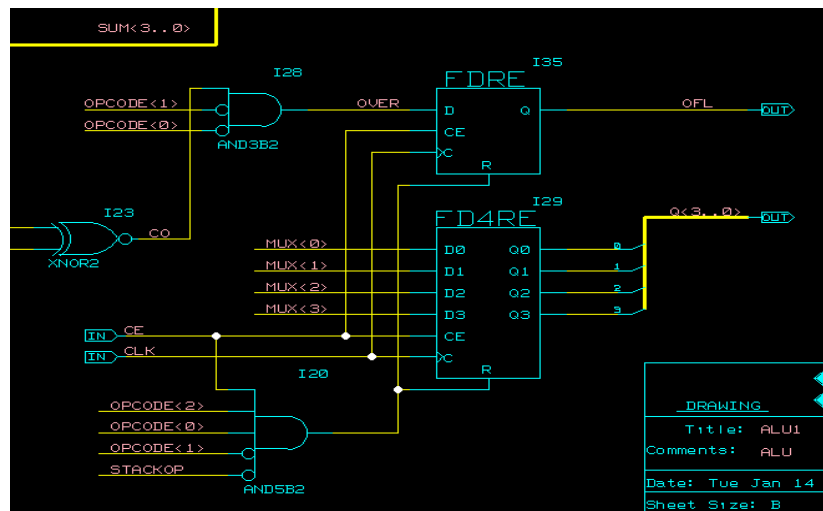 SUM<3..0>
I28
I35
FDRE
OPCODE<1>
OVER
D
Q
OFL
OUT
OPCODE<0>
CE
AND3B2
C
R
I23
I29
FD4RE
Q<3..0>
OUT
CO
MUX<0>
D0
Q0
0
XNOR2
MUX<1>
D1
Q1
1
MUX<2>
D2
Q2
2
MUX<3>
D3
Q3
3
IN
CE
CE
IN
CLK
C
I20
R
OPCODE<2>
OPCODE<0>
OPCODE<1>
STACKOP
AND5B2
DRAWING
Title: ALU1
Comments: ALU
Date: Tue Jan 14
Sheet Size: B